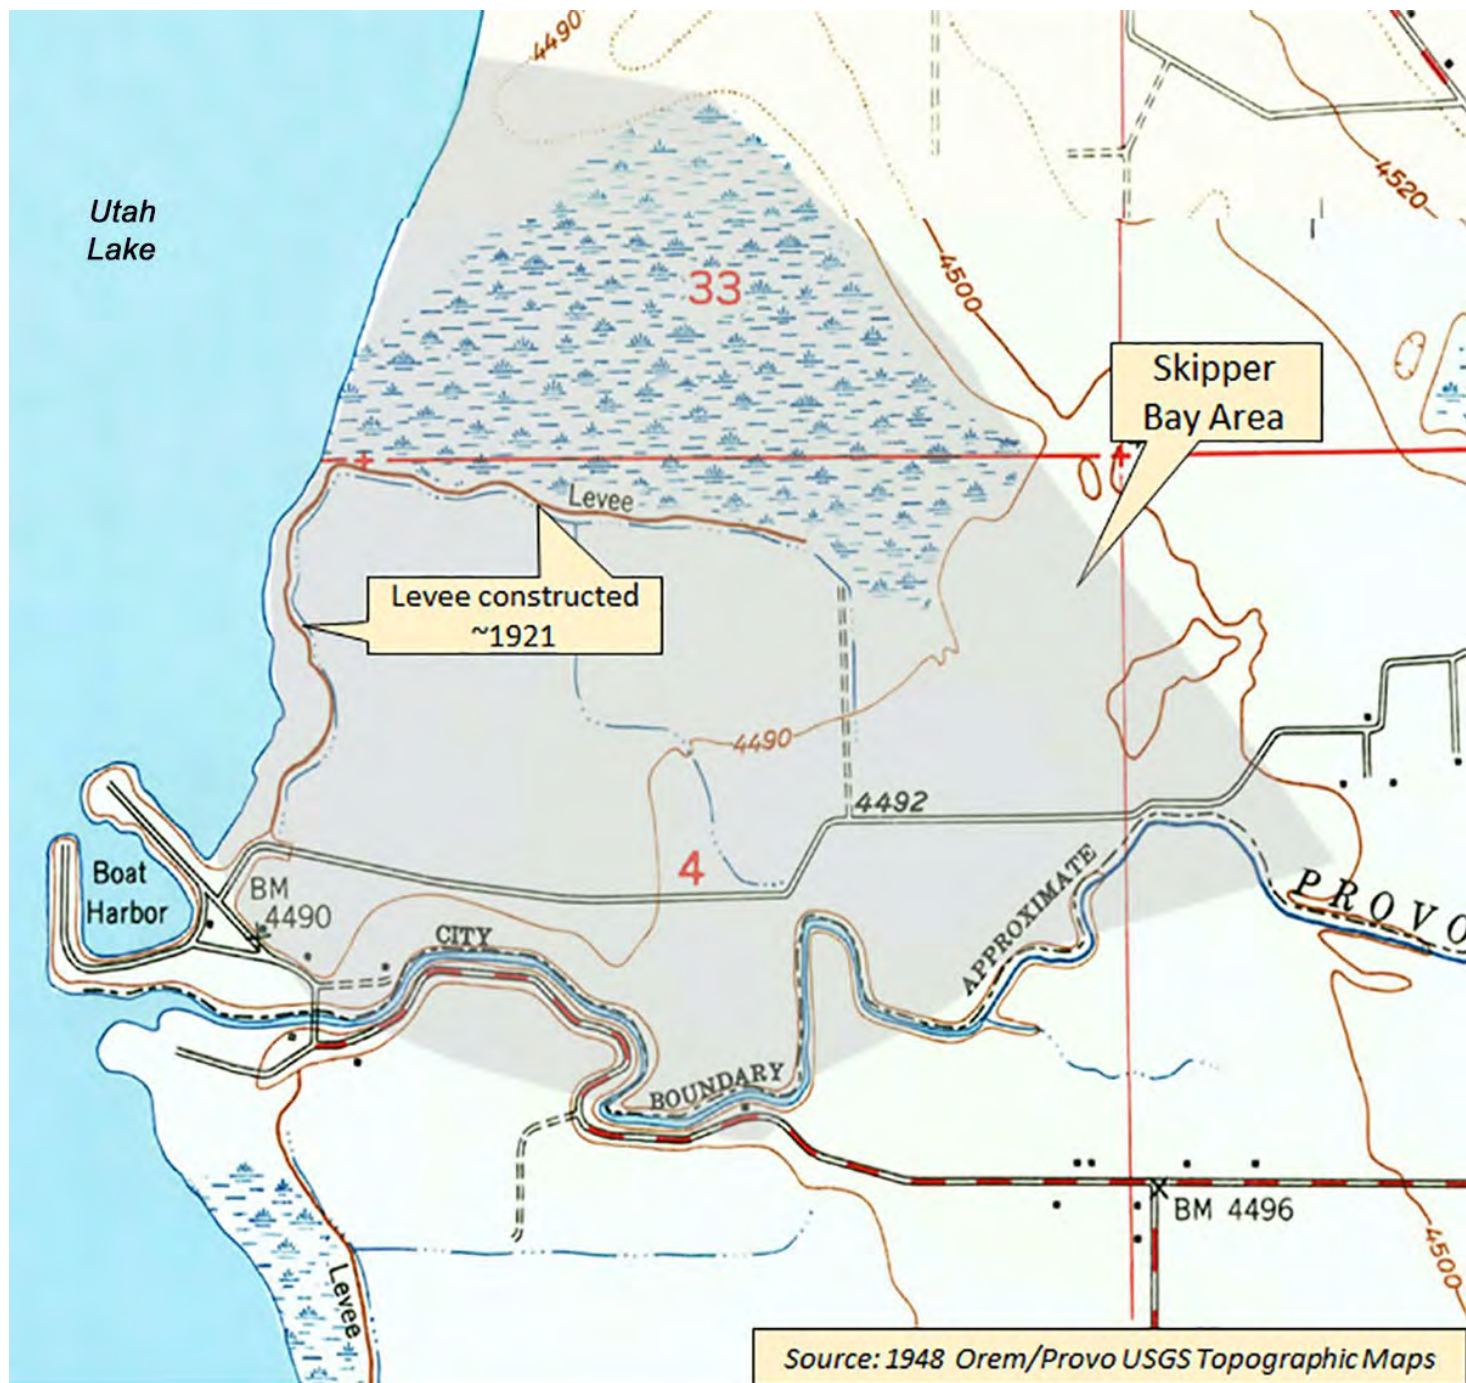 4490
4520
Utah
Lake
33
4500
Skipper
Bay Area
Levee
Levee constructed
~1921
4490
4492
4
Boat
Harbor
BM
4490
CITY
APPROXIMATE
PROVO
BOUNDARY
BM 4496
4500
Levee
Source: 1948 Orem/Provo USGS Topographic Maps